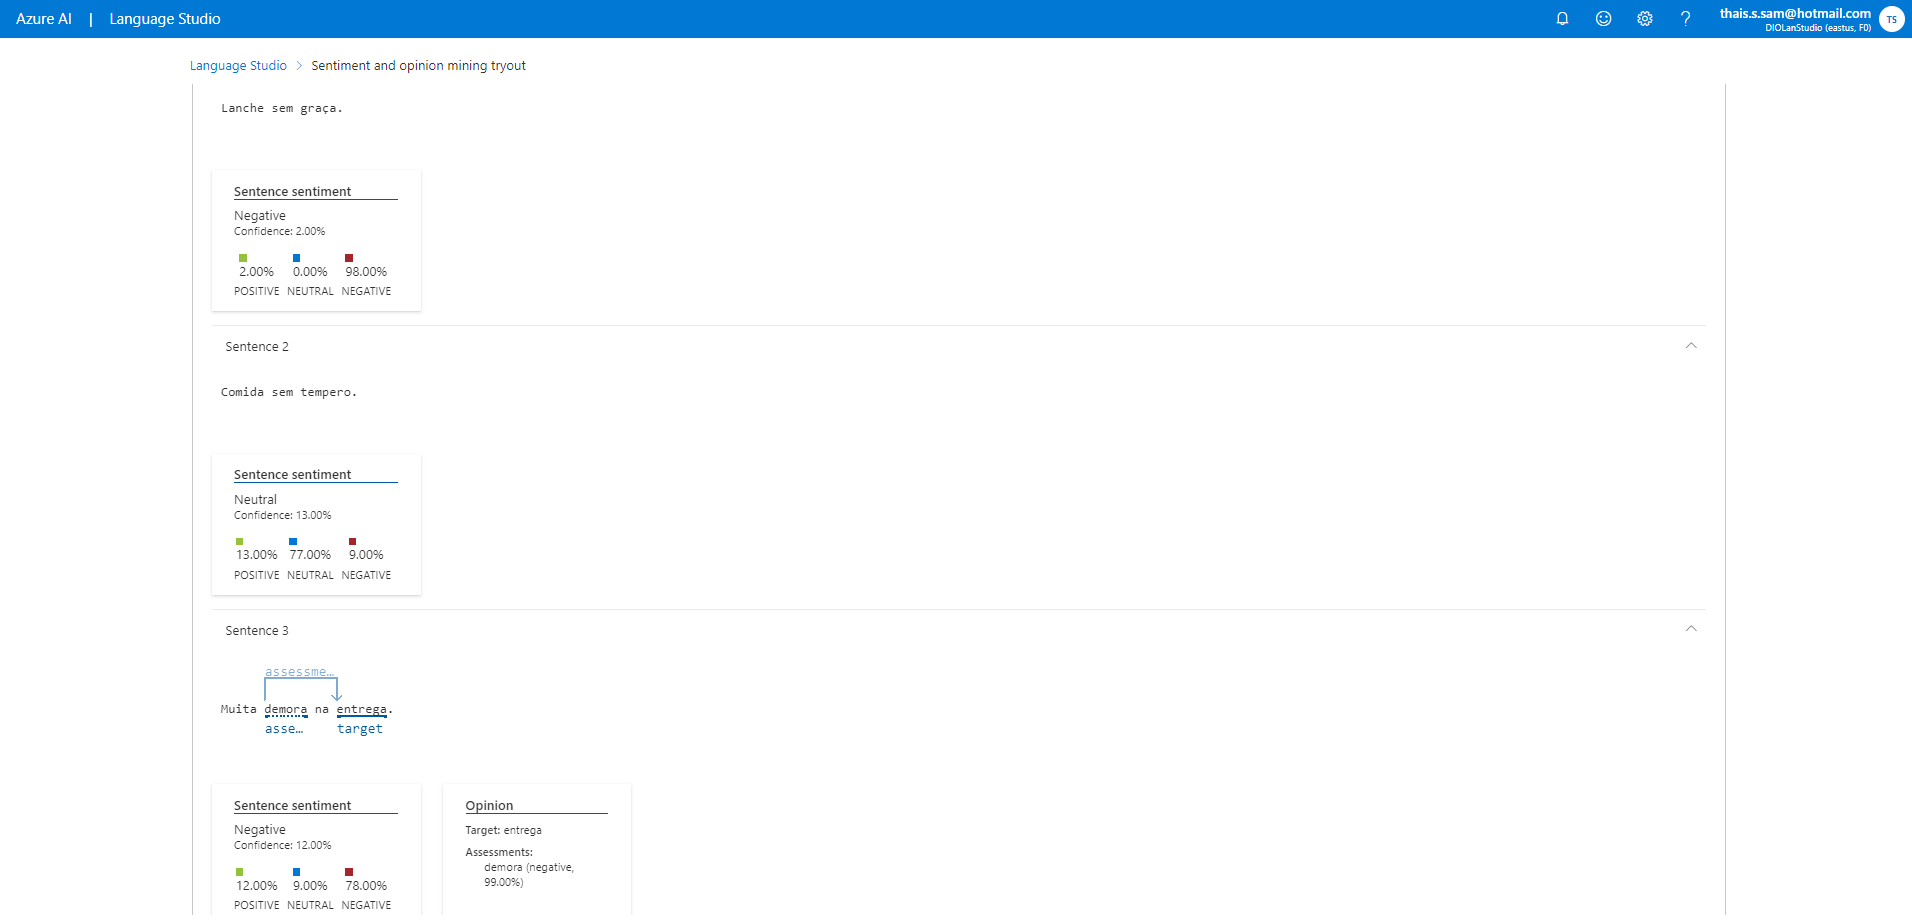 Azure AI | Language Studio
thais.s.sam@hotmail.com
DIOLanStudio (eastus, F0)
TS
Language Studio > Sentiment and opinion mining tryout
Lanche sem graça.
Sentence sentiment
Negative
Confidence: 2.00%
2.00% 0.00% 98.00%
POSITIVE NEUTRAL NEGATIVE
Sentence 2
Comida sem tempero.
Sentence sentiment
Neutral
Confidence: 13.00%
13.00% 77.00% 9.00%
POSITIVE NEUTRAL NEGATIVE
Sentence 3
assessme…
Muita demora na entrega.
asse… target
Sentence sentiment
Negative
Confidence: 12.00%
12.00% 9.00% 78.00%
POSITIVE NEUTRAL NEGATIVE
Opinion
Target: entrega
Assessments:
demora (negative,
99.00%)